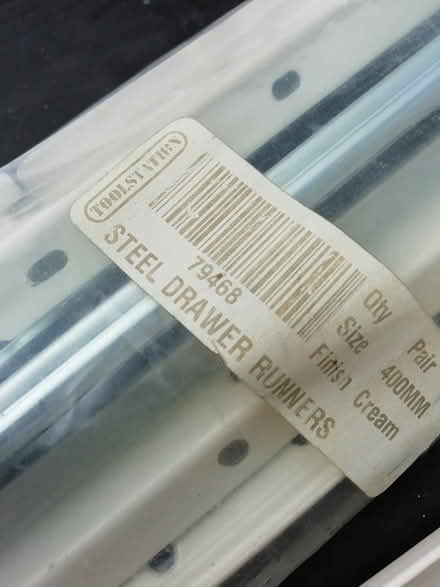 TOOLSTATION
79468
STEEL DRAWER RUNNERS
Qty Pair
Size 400MM
Finish Cream